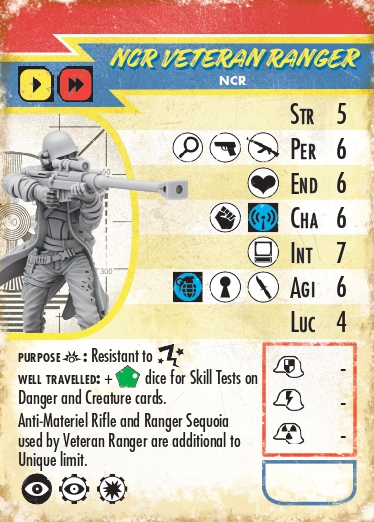 NCR VETERAN RANGER
NCR
STR 5
PER 6
END 6
CHA 6
INT 7
AGI 6
LUC 4
50
300
PURPOSE : Resistant to
WELL TRAVELLED: + dice for Skill Tests on
Danger and Creature cards.
Anti-Materiel Rifle and Ranger Sequoia
used by Veteran Ranger are additional to
Unique limit.
-
-
-